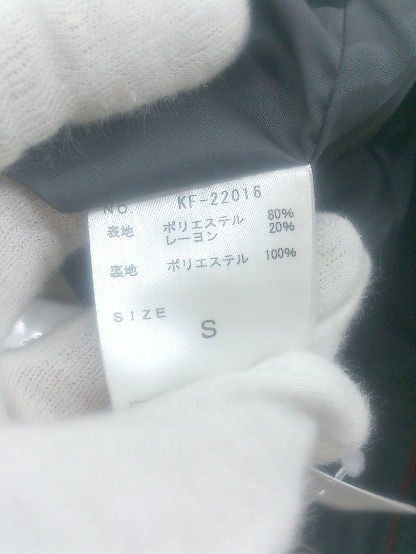 NO. KF-22016
表地 ポリエステル 80%
レーヨン 20%
裏地 ポリエステル 100%
SIZE
S